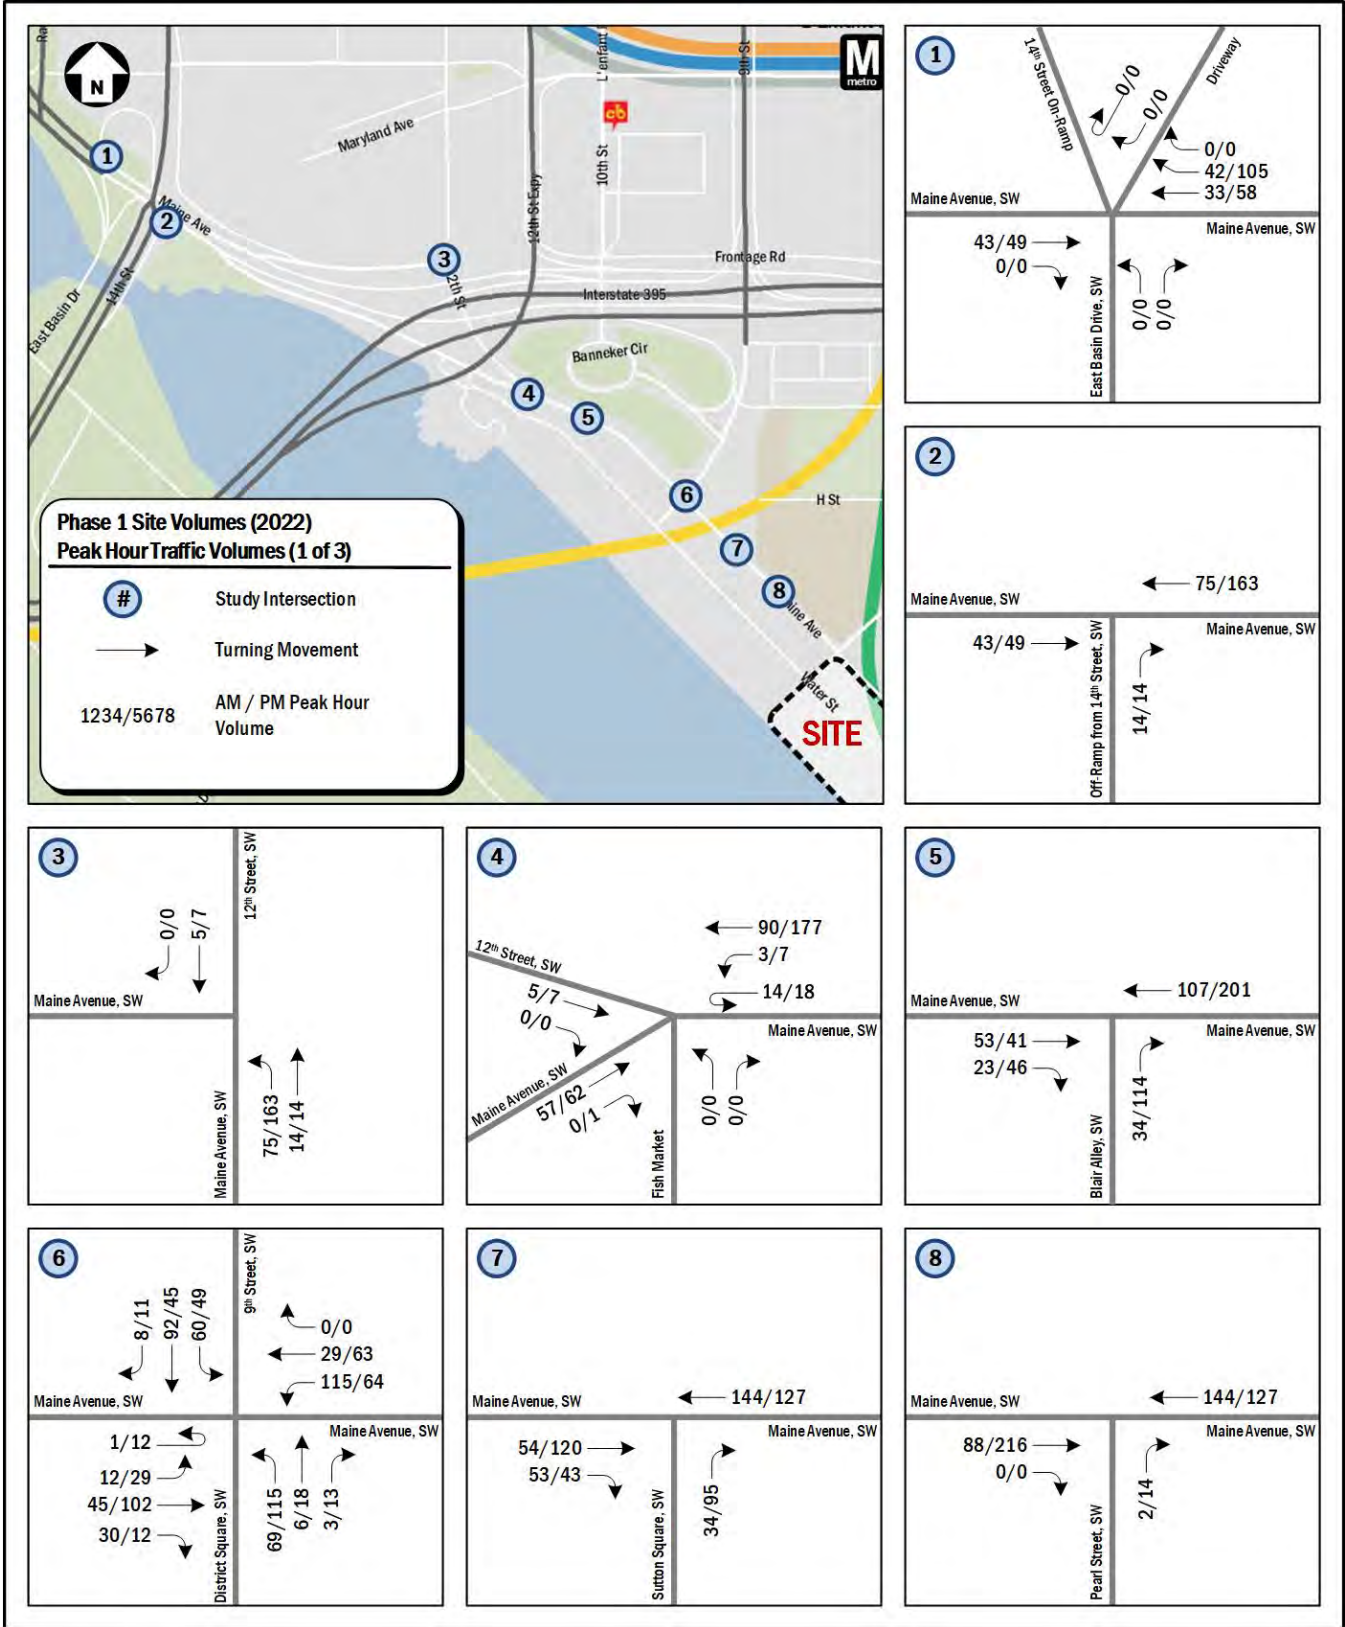 Ra
N
Maryland Ave
L'enfant
9th St
M
metro
10th St
12th St Expy
1
2
Maine Ave
3
2th St
Frontage Rd
Interstate 395
14th St
East Basin Dr
Banneker Cir
4
5
6
H St
7
8
aine Ave
Water St
SITE
Phase 1 Site Volumes (2022)
Peak Hour Traffic Volumes (1 of 3)
#
Study Intersection
Turning Movement
1234/5678
AM / PM Peak Hour
Volume
1
14th Street On-Ramp
0/0
0/0
Driveway
0/0
42/105
33/58
Maine Avenue, SW
Maine Avenue, SW
43/49
0/0
East Basin Drive, SW
0/0
0/0
2
75/163
Maine Avenue, SW
Maine Avenue, SW
43/49
Off-Ramp from 14th Street, SW
14/14
3
0/0
5/7
12th Street, SW
Maine Avenue, SW
Maine Avenue, SW
75/163
14/14
4
90/177
3/7
14/18
12th Street, SW
5/7
0/0
Maine Avenue, SW
Maine Avenue, SW
57/62
0/1
Fish Market
0/0
0/0
5
107/201
Maine Avenue, SW
Maine Avenue, SW
53/41
23/46
Blair Alley, SW
34/114
6
8/11
92/45
60/49
9th Street, SW
0/0
29/63
115/64
Maine Avenue, SW
Maine Avenue, SW
1/12
12/29
45/102
30/12
District Square, SW
69/115
6/18
3/13
7
144/127
Maine Avenue, SW
Maine Avenue, SW
54/120
53/43
Sutton Square, SW
34/95
8
144/127
Maine Avenue, SW
Maine Avenue, SW
88/216
0/0
Pearl Street, SW
2/14